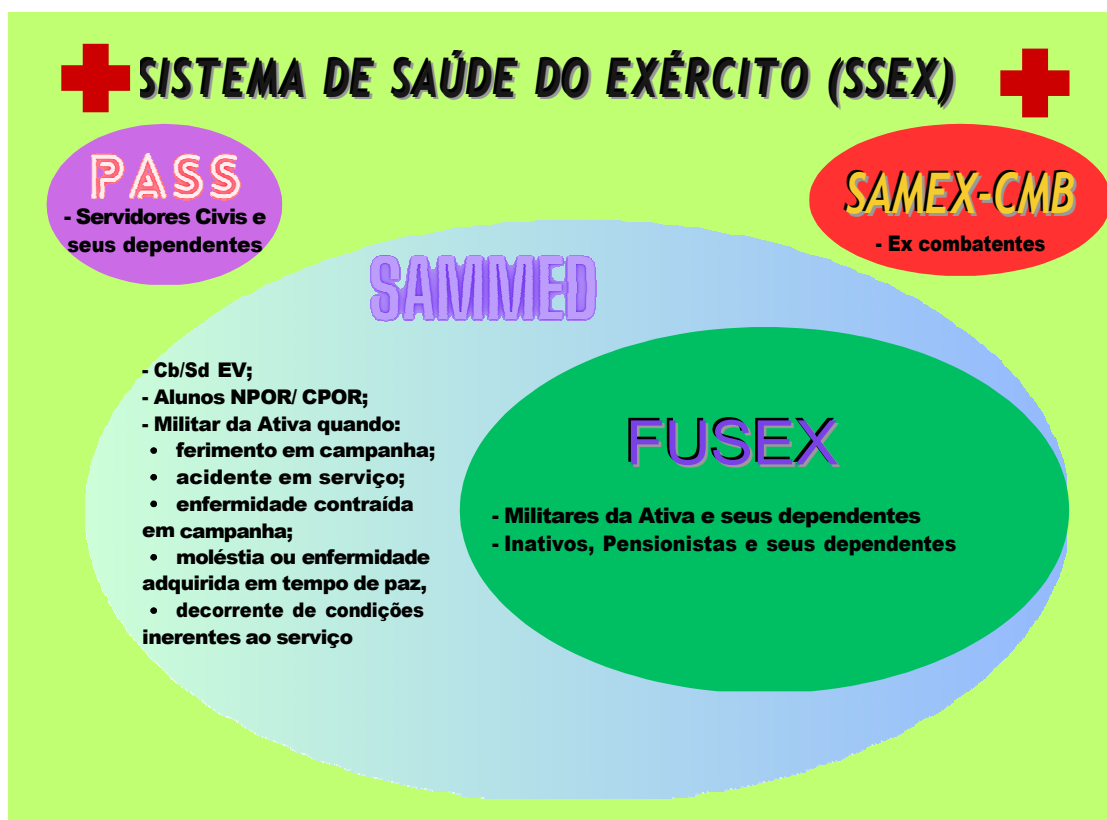 SISTEMA DE SAÚDE DO EXÉRCITO (SSEX)
PASS
- Servidores Civis e
seus dependentes
SAMEX-CMB
- Ex combatentes
SAMMED
- Cb/Sd EV;
- Alunos NPOR/ CPOR;
- Militar da Ativa quando:
• ferimento em campanha;
• acidente em serviço;
• enfermidade contraída
em campanha;
• moléstia ou enfermidade
adquirida em tempo de paz,
• decorrente de condições
inerentes ao serviço
FUSEX
- Militares da Ativa e seus dependentes
- Inativos, Pensionistas e seus dependentes